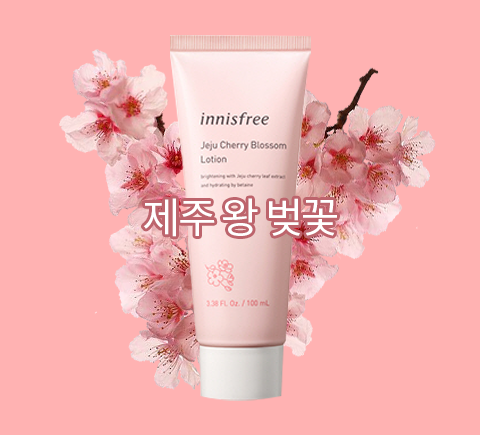 innisfree
Jeju Cherry Blossom
Lotion
brightening with Jeju cherry leaf extract
and hydrating by betaine
제주 왕 벚꽃
3.38 FL.Oz. / 100 mL